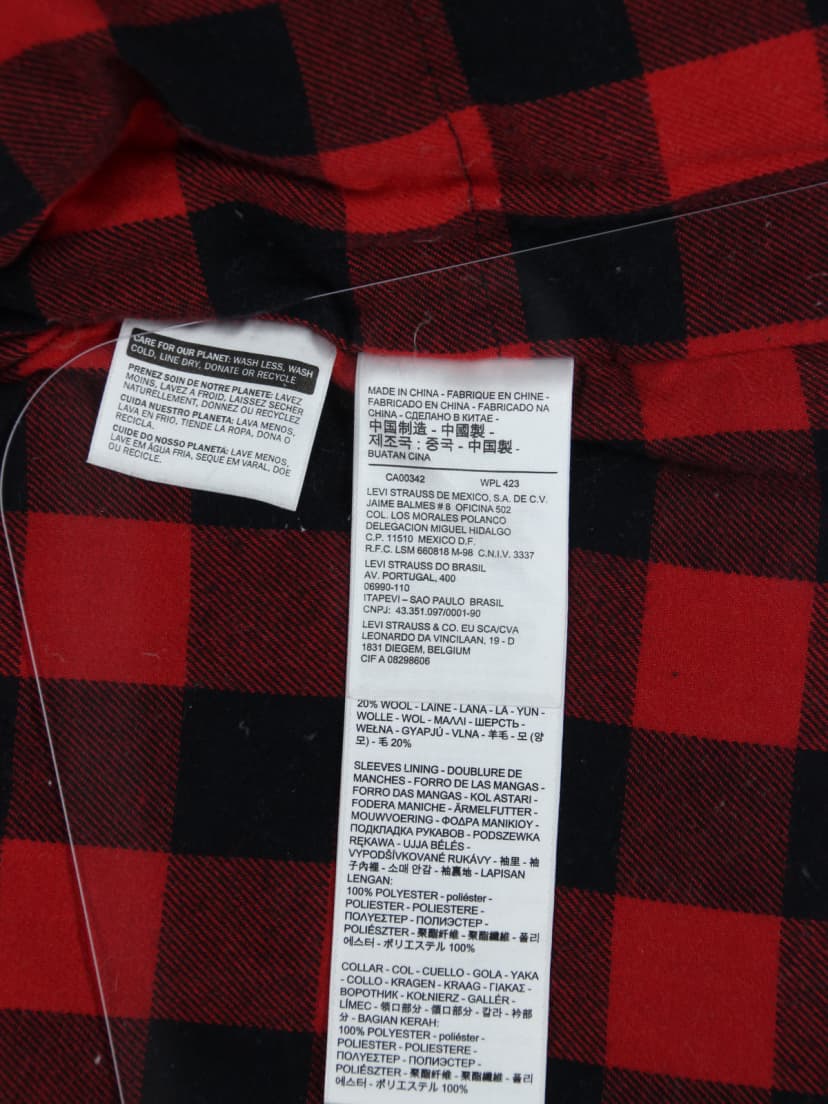 CARE FOR OUR PLANET: WASH LESS, WASH
COLD, LINE DRY, DONATE OR RECYCLE
PRENEZ SOIN DE NOTRE PLANETE: LAVEZ
MOINS, LAVEZ A FROID, LAISSEZ SECHER
NATURELLEMENT, DONNEZ OU RECYCLEZ
CUIDA NUESTRO PLANETA: LAVA MENOS,
LAVA EN FRIO, TIENDE LA ROPA, DONA O
RECICLA.
CUIDE DO NOSSO PLANETA: LAVE MENOS,
LAVE EM ÁGUA FRIA, SEQUE EM VARAL, DOE
OU RECICLE.
MADE IN CHINA - FABRIQUE EN CHINE -
FABRICADO EN CHINA - FABRICADO NA
CHINA - СДЕЛАНО В КИТАЕ -
中国制造 - 中國製 -
제조국 : 중국 - 中国製 -
BUATAN CINA
CA00342 WPL 423
LEVI STRAUSS DE MEXICO, S.A. DE C.V.
JAIME BALMES # 8 OFICINA 502
COL. LOS MORALES POLANCO
DELEGACION MIGUEL HIDALGO
C.P. 11510 MEXICO D.F.
R.F.C. LSM 660818 M-98 C.N.I.V. 3337
LEVI STRAUSS DO BRASIL
AV. PORTUGAL, 400
06990-110
ITAPEVI – SAO PAULO BRASIL
CNPJ: 43.351.097/0001-90
LEVI STRAUSS & CO. EU SCA/CVA
LEONARDO DA VINCILAAN, 19 - D
1831 DIEGEM, BELGIUM
CIF A 08298606
20% WOOL - LAINE - LANA - LÃ - YÜN -
WOLLE - WOL - ΜΑΛΛΙ - ШЕРСТЬ -
WEŁNA - GYAPJÚ - VLNA - 羊毛 - 모 (양
모) - 毛 20%
SLEEVES LINING - DOUBLURE DE
MANCHES - FORRO DE LAS MANGAS -
FORRO DAS MANGAS - KOL ASTARI -
FODERA MANICHE - ÄRMELFUTTER -
MOUWVOERING - ΦΟΔΡΑ ΜΑΝΙΚΙΟΥ -
ПОДКЛАДКА РУКАВОВ - PODSZEWKA
RĘKAWA - UJJA BÉLÉS -
VYPODŠÍVKOVANÉ RUKÁVY - 袖里 - 袖
子內裡 - 소매 안감 - 袖裏地 - LAPISAN
LENGAN:
100% POLYESTER - poliéster -
POLIESTER - POLIESTERE -
ΠΟΛΥΕΣΤΕΡ - ПОЛИЭСТЕР -
POLIÉSZTER - 聚酯纤维 - 聚酯纖維 - 폴리
에스터 - ポリエステル 100%
COLLAR - COL - CUELLO - GOLA - YAKA
- COLLO - KRAGEN - KRAAG - ΓΙΑΚΑΣ -
ВОРОТНИК - KOŁNIERZ - GALLÉR -
LÍMEC - 领口部分 - 領口部分 - 칼라 - 衿部
分 - BAGIAN KERAH:
100% POLYESTER - poliéster -
POLIESTER - POLIESTERE -
ΠΟΛΥΕΣΤΕΡ - ПОЛИЭСТЕР -
POLIÉSZTER - 聚酯纤维 - 聚酯纖維 - 폴리
에스터 - ポリエステル 100%